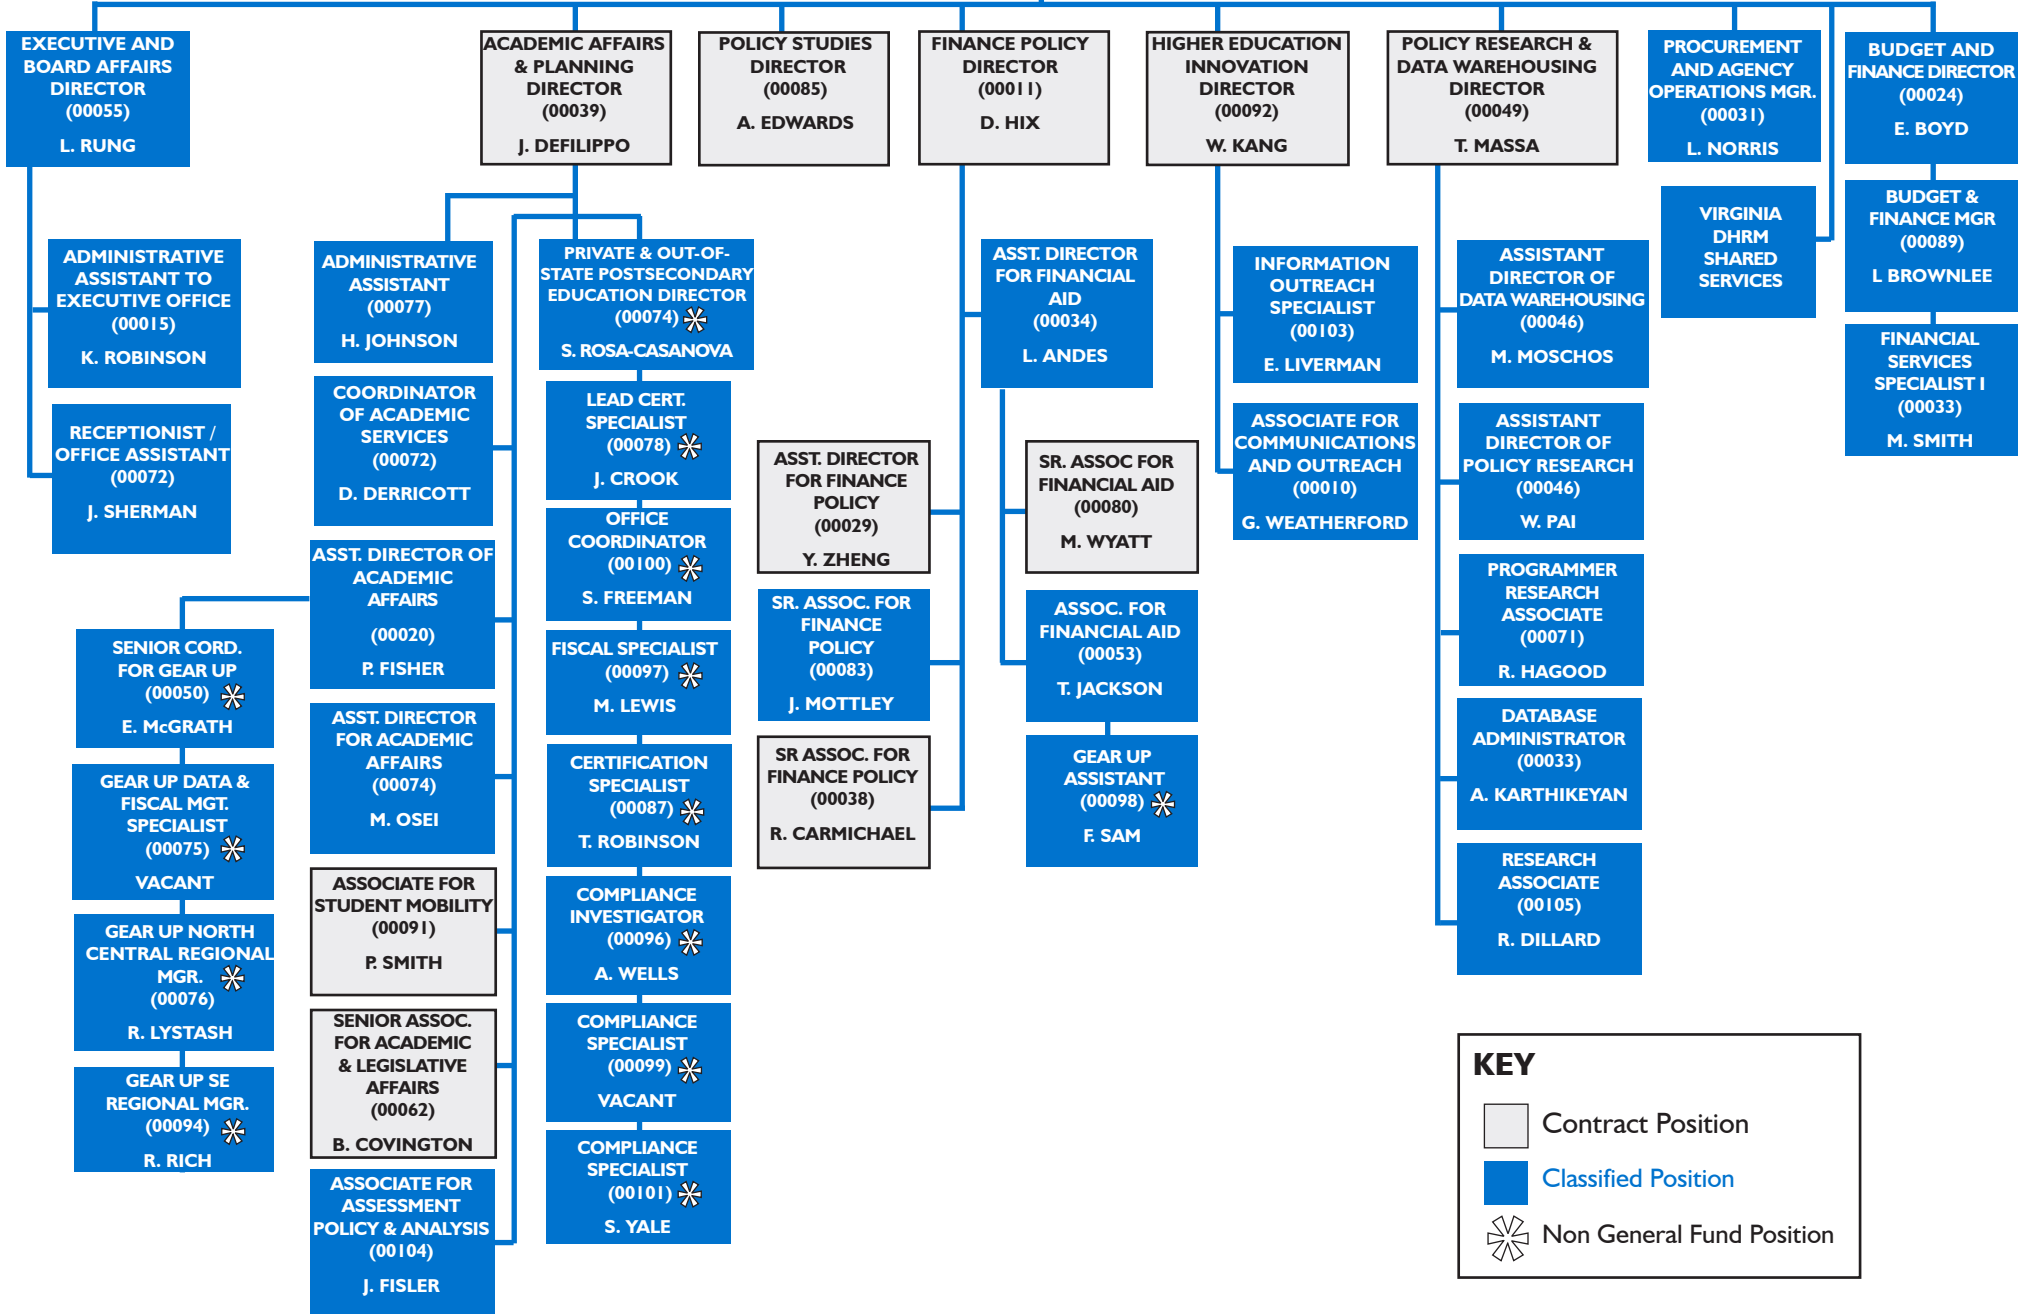 EXECUTIVE AND
BOARD AFFAIRS
DIRECTOR
(00055)
L. RUNG
ADMINISTRATIVE
ASSISTANT TO
EXECUTIVE OFFICE
(00015)
K. ROBINSON
RECEPTIONIST /
OFFICE ASSISTANT
(00072)
J. SHERMAN
ACADEMIC AFFAIRS
& PLANNING
DIRECTOR
(00039)
J. DEFILIPPO
ADMINISTRATIVE
ASSISTANT
(00077)
H. JOHNSON
COORDINATOR
OF ACADEMIC
SERVICES
(00072)
D. DERRICOTT
ASST. DIRECTOR OF
ACADEMIC
AFFAIRS
(00020)
P. FISHER
SENIOR CORD.
FOR GEAR UP
(00050)
E. McGRATH
GEAR UP DATA &
FISCAL MGT.
SPECIALIST
(00075)
VACANT
GEAR UP NORTH
CENTRAL REGIONAL
MGR.
(00076)
R. LYSTASH
GEAR UP SE
REGIONAL MGR.
(00094)
R. RICH
ASST. DIRECTOR
FOR ACADEMIC
AFFAIRS
(00074)
M. OSEI
ASSOCIATE FOR
STUDENT MOBILITY
(00091)
P. SMITH
SENIOR ASSOC.
FOR ACADEMIC
& LEGISLATIVE
AFFAIRS
(00062)
B. COVINGTON
ASSOCIATE FOR
ASSESSMENT
POLICY & ANALYSIS
(00104)
J. FISLER
PRIVATE & OUT-OF-
STATE POSTSECONDARY
EDUCATION DIRECTOR
(00074)
S. ROSA-CASANOVA
LEAD CERT.
SPECIALIST
(00078)
J. CROOK
OFFICE
COORDINATOR
(00100)
S. FREEMAN
FISCAL SPECIALIST
(00097)
M. LEWIS
CERTIFICATION
SPECIALIST
(00087)
T. ROBINSON
COMPLIANCE
INVESTIGATOR
(00096)
A. WELLS
COMPLIANCE
SPECIALIST
(00099)
VACANT
COMPLIANCE
SPECIALIST
(00101)
S. YALE
POLICY STUDIES
DIRECTOR
(00085)
A. EDWARDS
FINANCE POLICY
DIRECTOR
(00011)
D. HIX
ASST. DIRECTOR
FOR FINANCIAL
AID
(00034)
L. ANDES
ASST. DIRECTOR
FOR FINANCE
POLICY
(00029)
Y. ZHENG
SR. ASSOC. FOR
FINANCE
POLICY
(00083)
J. MOTTLEY
SR ASSOC. FOR
FINANCE POLICY
(00038)
R. CARMICHAEL
SR. ASSOC FOR
FINANCIAL AID
(00080)
M. WYATT
ASSOC. FOR
FINANCIAL AID
(00053)
T. JACKSON
GEAR UP
ASSISTANT
(00098)
F. SAM
HIGHER EDUCATION
INNOVATION
DIRECTOR
(00092)
W. KANG
INFORMATION
OUTREACH
SPECIALIST
(00103)
E. LIVERMAN
ASSOCIATE FOR
COMMUNICATIONS
AND OUTREACH
(00010)
G. WEATHERFORD
POLICY RESEARCH &
DATA WAREHOUSING
DIRECTOR
(00049)
T. MASSA
ASSISTANT
DIRECTOR OF
DATA WAREHOUSING
(00046)
M. MOSCHOS
ASSISTANT
DIRECTOR OF
POLICY RESEARCH
(00046)
W. PAI
PROGRAMMER
RESEARCH
ASSOCIATE
(00071)
R. HAGOOD
DATABASE
ADMINISTRATOR
(00033)
A. KARTHIKEYAN
RESEARCH
ASSOCIATE
(00105)
R. DILLARD
PROCUREMENT
AND AGENCY
OPERATIONS MGR.
(00031)
L. NORRIS
VIRGINIA
DHRM
SHARED
SERVICES
BUDGET AND
FINANCE DIRECTOR
(00024)
E. BOYD
BUDGET &
FINANCE MGR
(00089)
L BROWNLEE
FINANCIAL
SERVICES
SPECIALIST I
(00033)
M. SMITH
KEY
Contract Position
Classified Position
Non General Fund Position